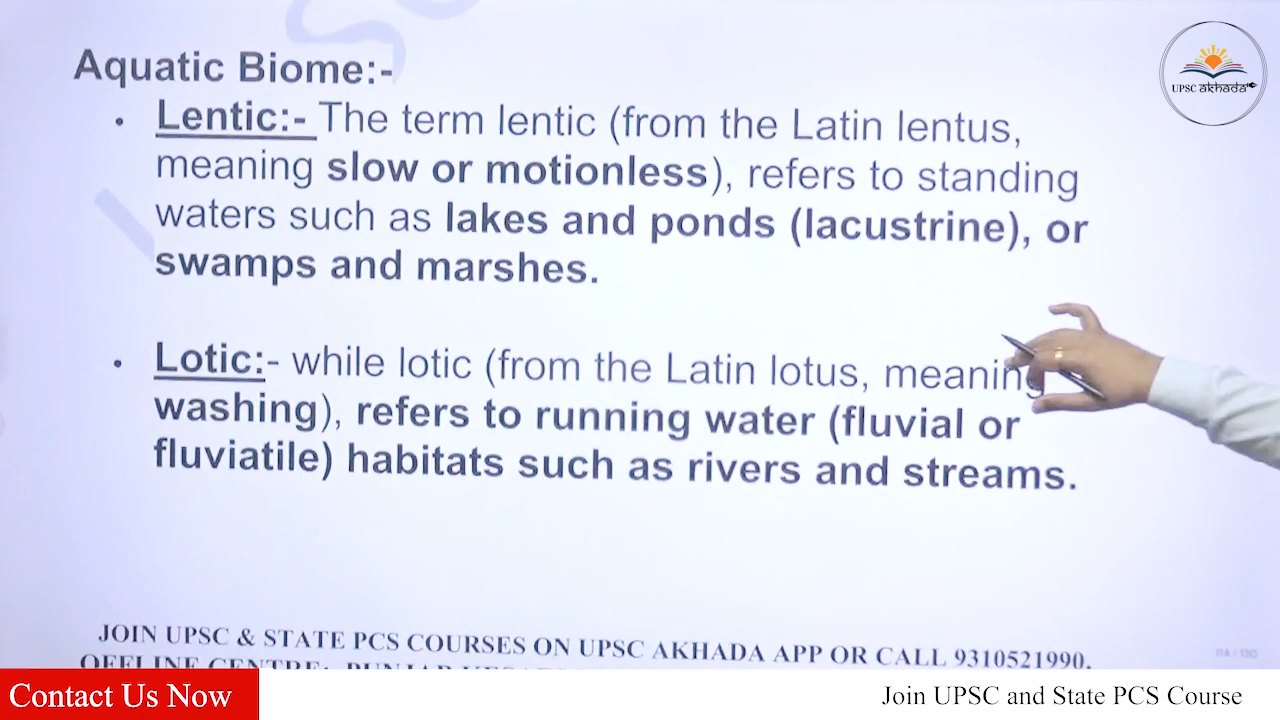 UPSC akhada
Aquatic Biome:-
• Lentic:- The term lentic (from the Latin lentus,
meaning slow or motionless), refers to standing
waters such as lakes and ponds (lacustrine), or
swamps and marshes.
• Lotic:- while lotic (from the Latin lotus, meaning
washing), refers to running water (fluvial or
fluviatile) habitats such as rivers and streams.
JOIN UPSC & STATE PCS COURSES ON UPSC AKHADA APP OR CALL 9310521990.
OFFLINE CENTRE:
Contact Us Now
Join UPSC and State PCS Course